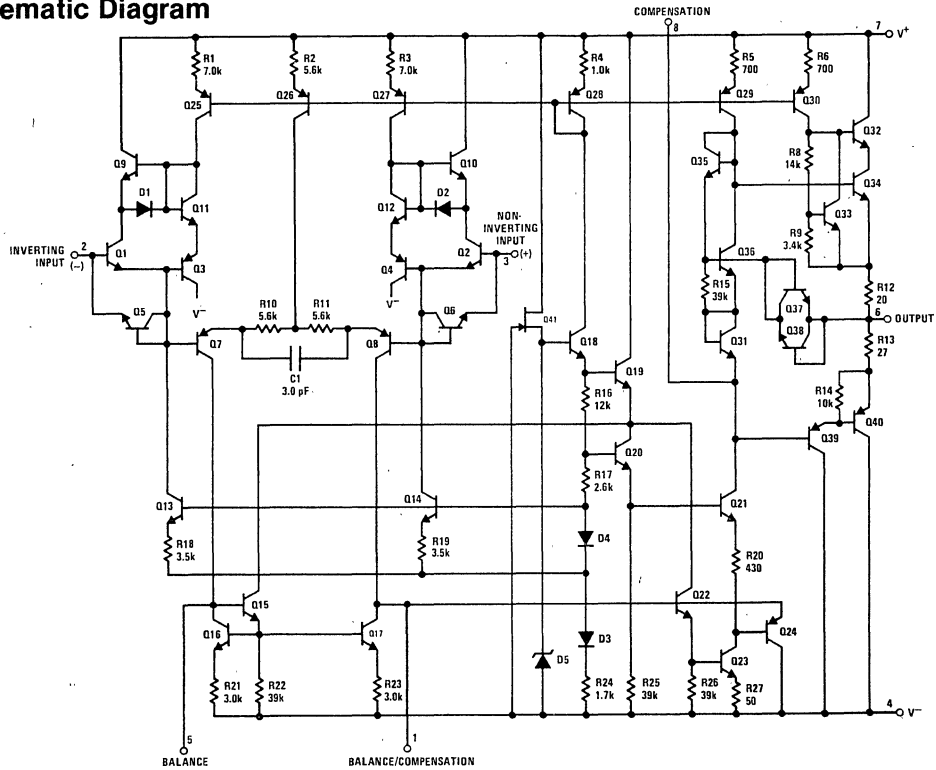 ematic Diagram
COMPENSATION
8
7
V+
R1
7.0k
R2
5.6k
R3
7.0k
R4
1.0k
R5
700
R6
700
Q25
Q26
Q27
Q28
Q29
Q30
Q32
Q9
Q10
Q35
R8
14k
D1
D2
Q34
Q11
Q12
NON-
INVERTING
INPUT
3 (+)
Q33
INVERTING
INPUT
2
(–)
Q1
Q3
Q4
Q2
R9
3.4k
Q36
V–
V–
R15
39k
Q37
Q38
R12
20
6
OUTPUT
Q5
R10
5.6k
R11
5.6k
Q6
Q41
Q7
Q8
Q18
Q31
R13
27
C1
3.0 pF
Q19
R16
12k
R14
10k
Q40
Q39
Q20
R17
2.6k
Q13
Q14
Q21
R18
3.5k
R19
3.5k
D4
R20
430
Q15
Q22
Q16
Q17
D3
Q24
D5
Q23
R21
3.0k
R22
39k
R23
3.0k
R24
1.7k
R25
39k
R26
39k
R27
50
4
V–
5
BALANCE
1
BALANCE/COMPENSATION